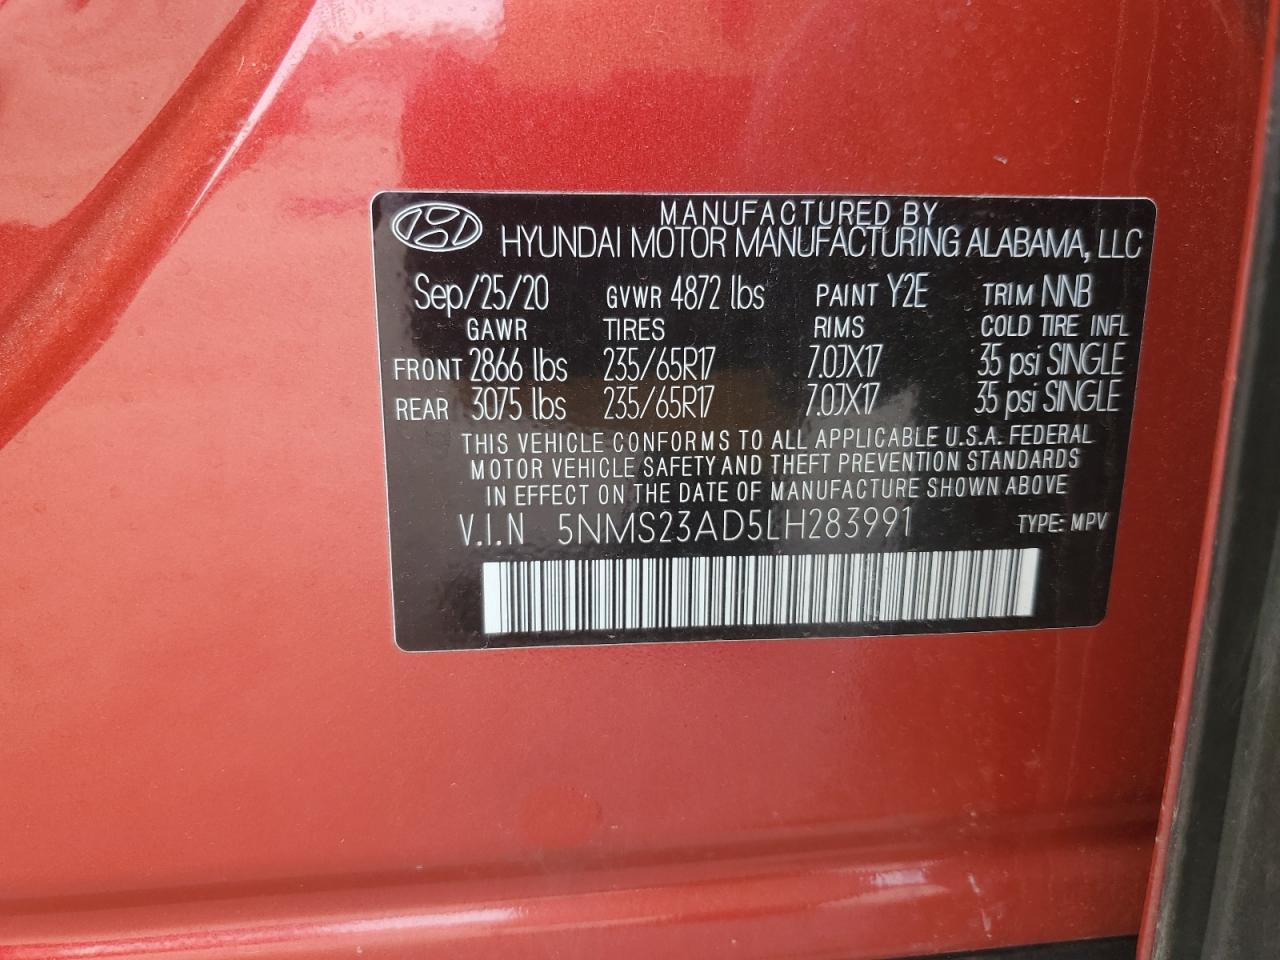 MANUFACTURED BY
HYUNDAI MOTOR MANUFACTURING ALABAMA, LLC
Sep/25/20 GVWR 4872 lbs PAINT Y2E TRIM NNB
GAWR TIRES RIMS COLD TIRE INFL
FRONT 2866 lbs 235/65R17 7.0JX17 35 psi SINGLE
REAR 3075 lbs 235/65R17 7.0JX17 35 psi SINGLE
THIS VEHICLE CONFORMS TO ALL APPLICABLE U.S.A. FEDERAL
MOTOR VEHICLE SAFETY AND THEFT PREVENTION STANDARDS
IN EFFECT ON THE DATE OF MANUFACTURE SHOWN ABOVE
V.I.N 5NMS23AD5LH283991 TYPE: MPV